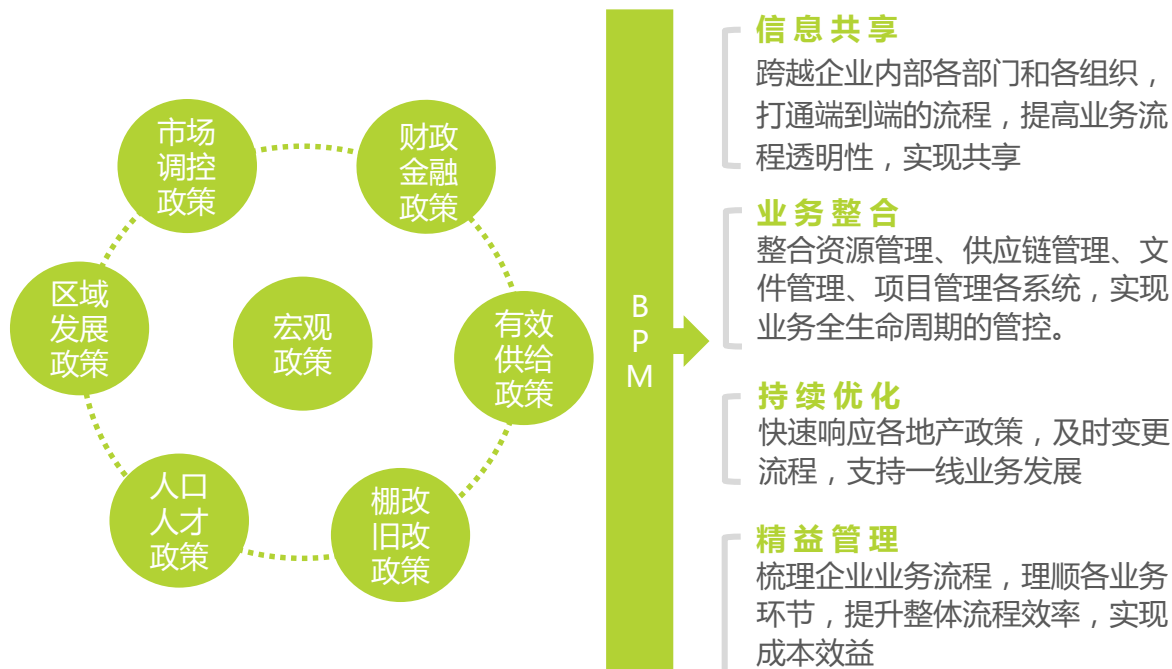 市场
调控
政策
财政
金融
政策
区域
发展
政策
宏观
政策
有效
供给
政策
人口
人才
政策
棚改
旧改
政策
B
P
M
信息共享
跨越企业内部各部门和各组织，
打通端到端的流程，提高业务流
程透明性，实现共享
业务整合
整合资源管理、供应链管理、文
件管理、项目管理各系统，实现
业务全生命周期的管控。
持续优化
快速响应各地产政策，及时变更
流程，支持一线业务发展
精益管理
梳理企业业务流程，理顺各业务
环节，提升整体流程效率，实现
成本效益